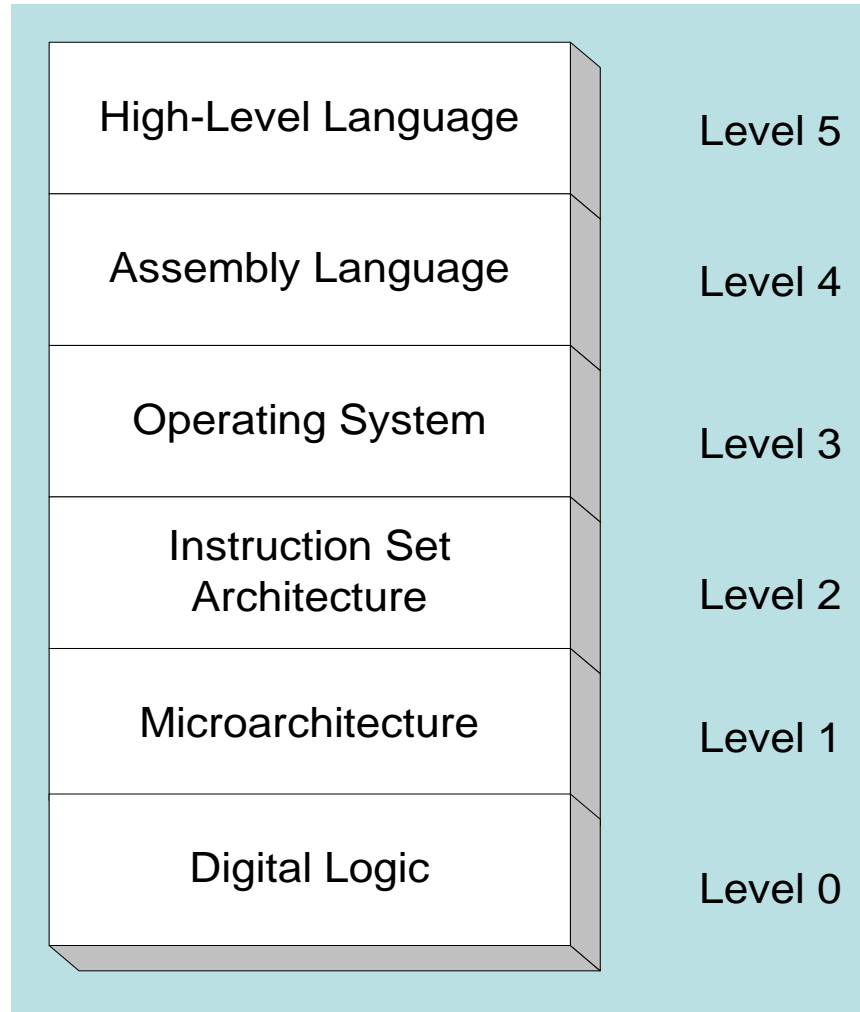 High-Level Language
Level 5
Assembly Language
Level 4
Operating System
Level 3
Instruction Set
Architecture
Level 2
Microarchitecture
Level 1
Digital Logic
Level 0